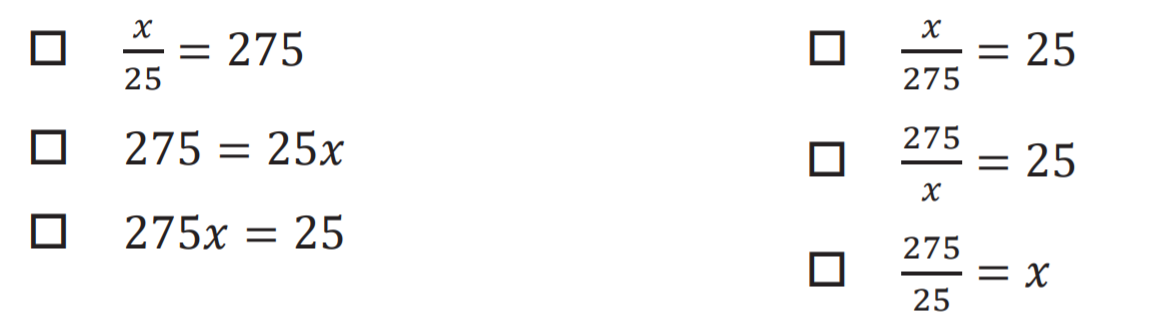 ☐ x/25 = 275
☐ 275 = 25x
☐ 275x = 25
☐ x/275 = 25
☐ 275/x = 25
☐ 275/25 = x